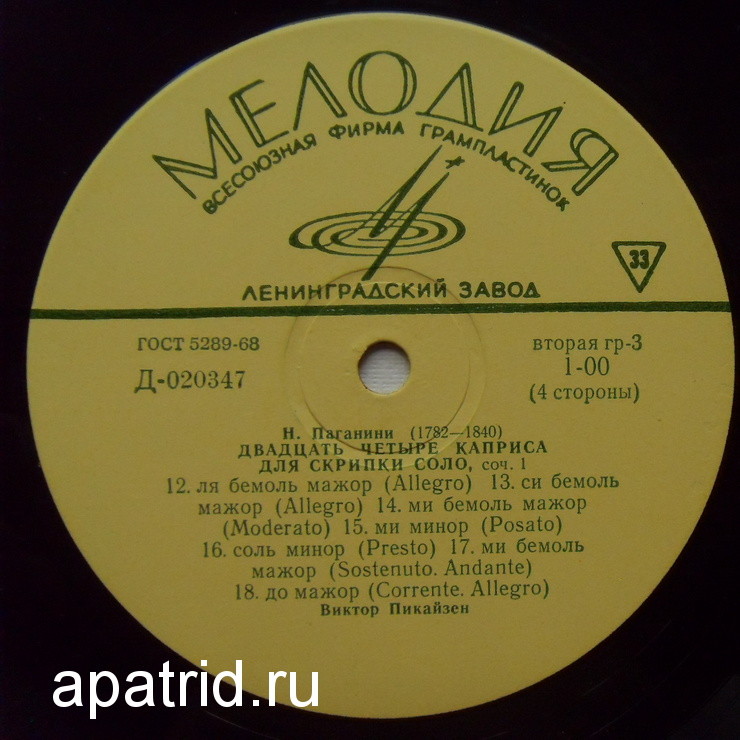 МЕЛОДИЯ
ВСЕСОЮЗНАЯ ФИРМА ГРАМПЛАСТИНОК
33
ЛЕНИНГРАДСКИЙ ЗАВОД
ГОСТ 5289-68
Д-020347
вторая гр-3
1-00
(4 стороны)
Н. Паганини (1782—1840)
ДВАДЦАТЬ ЧЕТЫРЕ КАПРИСА
ДЛЯ СКРИПКИ СОЛО, соч. 1
12. ля бемоль мажор (Allegro) 13. си бемоль
мажор (Allegro) 14. ми бемоль мажор
(Moderato) 15. ми минор (Posato)
16. соль минор (Presto) 17. ми бемоль
мажор (Sostenuto. Andante)
18. до мажор (Corrente. Allegro)
Виктор Пикайзен
apatrid.ru